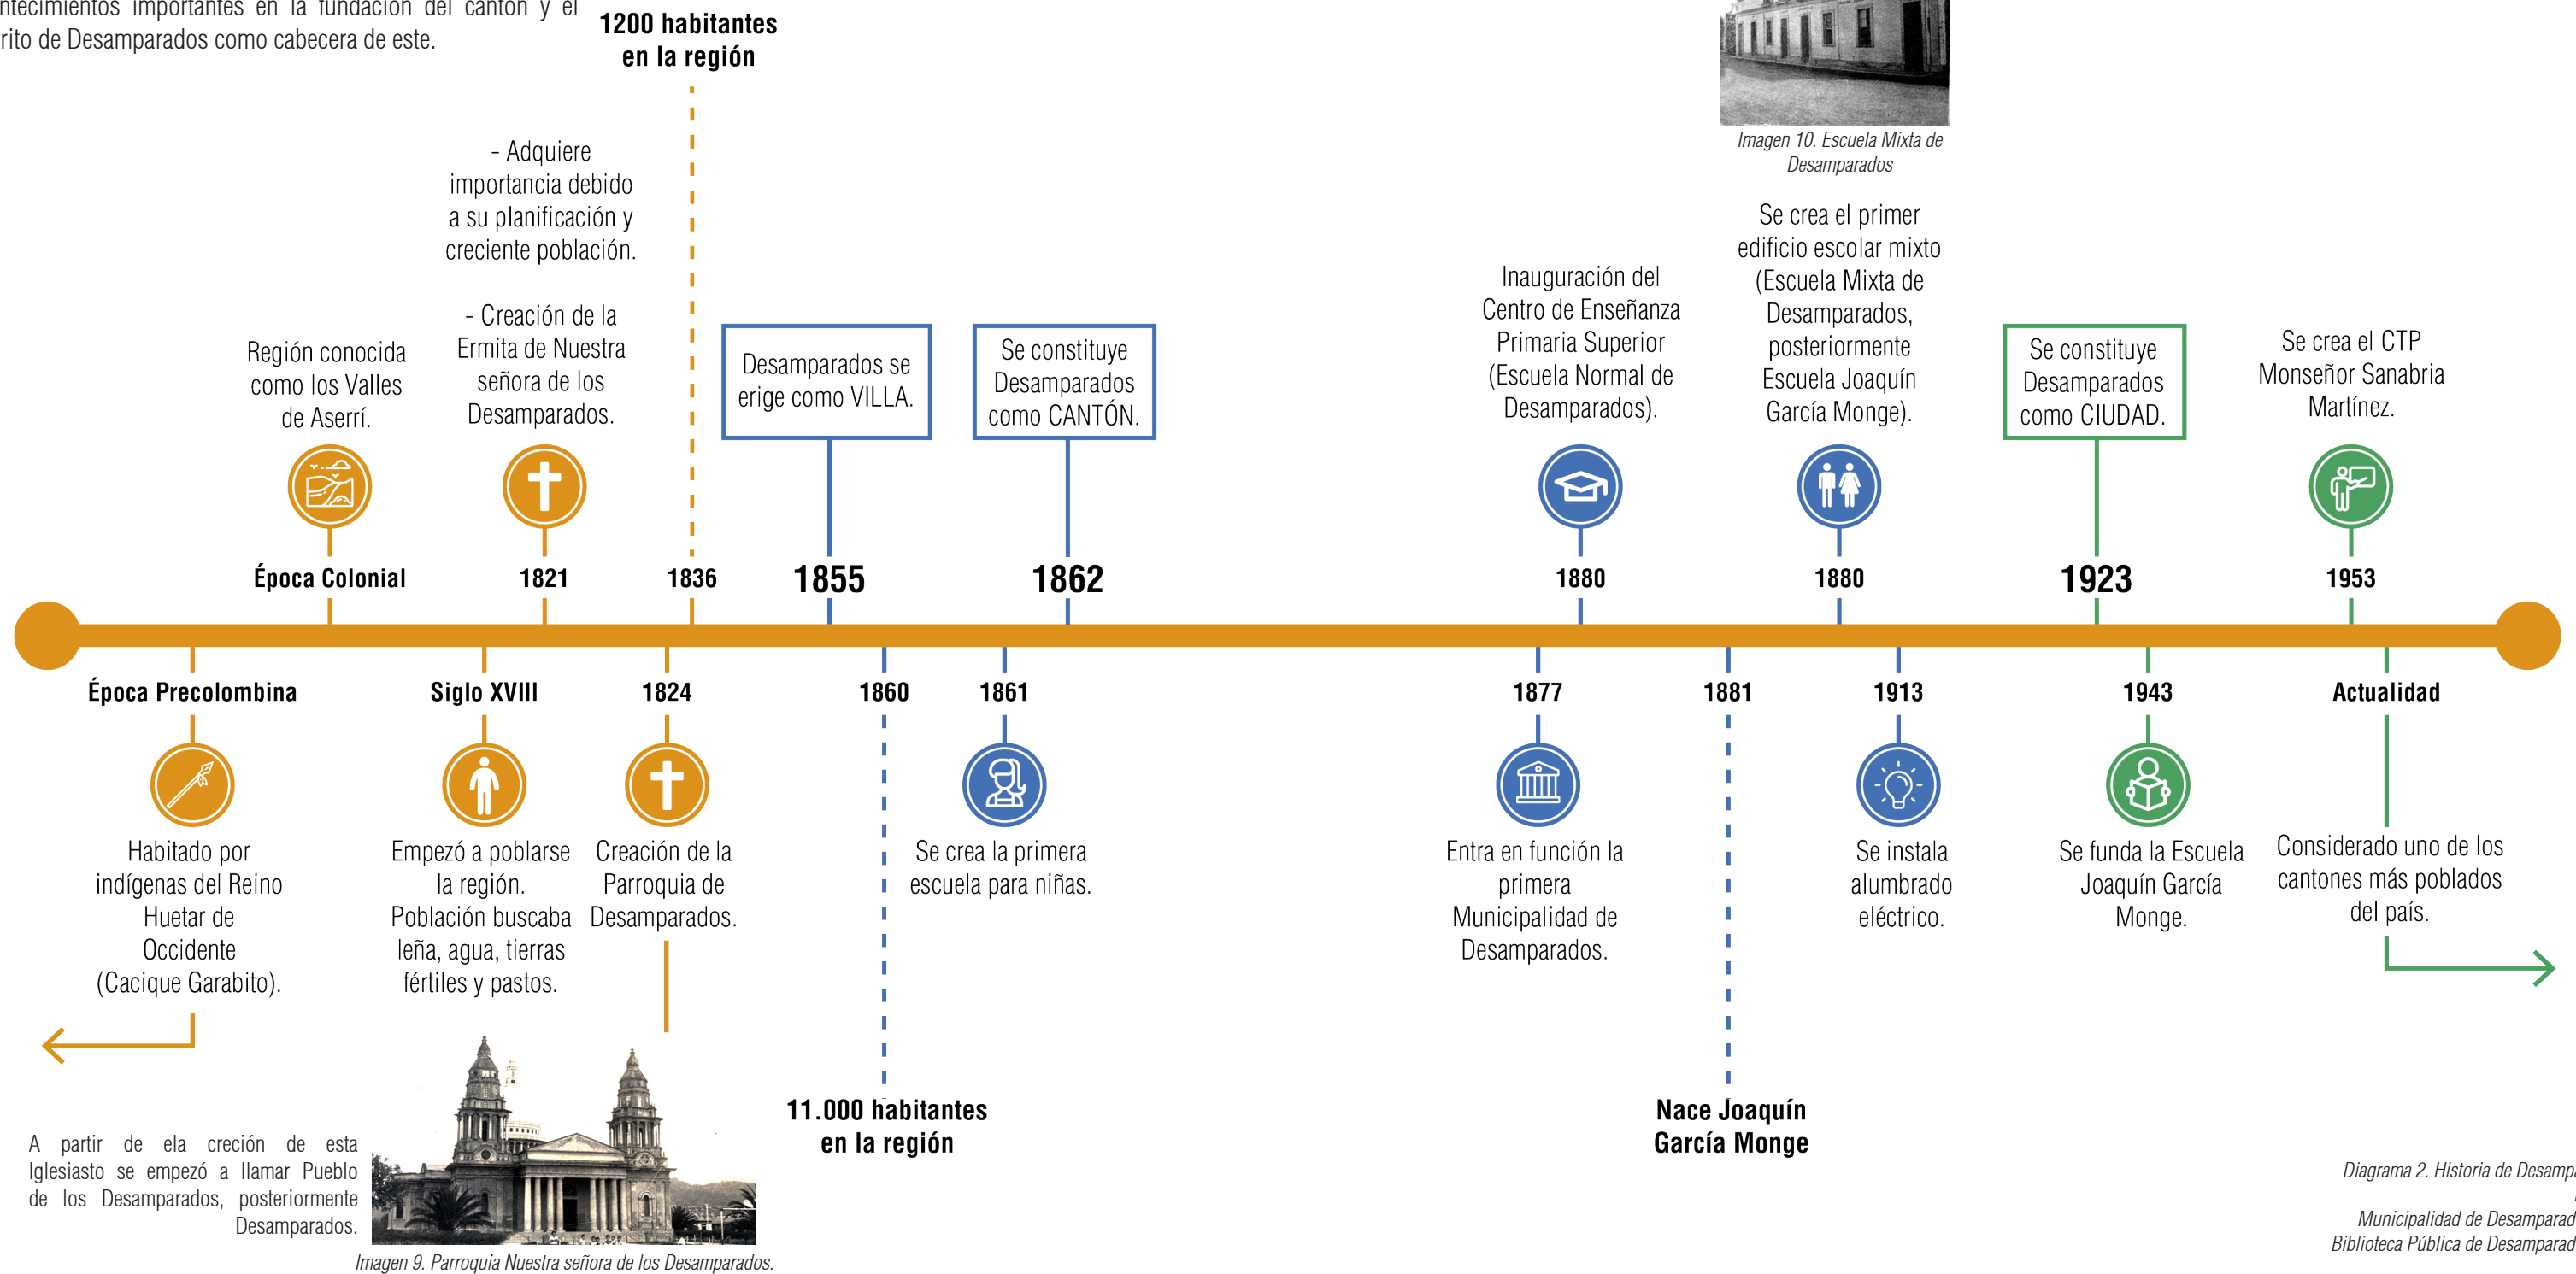 importantes en la fundación del cantón y el
de Desamparados como cabecera de este.
1200 habitantes
en la región
Imagen 10. Escuela Mixta de
Desamparados
- Adquiere
importancia debido
a su planificación y
creciente población.
- Creación de la
Ermita de Nuestra
señora de los
Desamparados.
Región conocida
como los Valles
de Aserrí.
Desamparados se
erige como VILLA.
Se constituye
Desamparados
como CANTÓN.
Inauguración del
Centro de Enseñanza
Primaria Superior
(Escuela Normal de
Desamparados).
Se crea el primer
edificio escolar mixto
(Escuela Mixta de
Desamparados,
posteriormente
Escuela Joaquín
García Monge).
Se constituye
Desamparados
como CIUDAD.
Se crea el CTP
Monseñor Sanabria
Martínez.
Época Colonial
1821
1836
1855
1862
1880
1880
1923
1953
Época Precolombina
Siglo XVIII
1824
1860
1861
1877
1881
1913
1943
Actualidad
Habitado por
indígenas del Reino
Huetar de
Occidente
(Cacique Garabito).
Empezó a poblarse
la región.
Población buscaba
leña, agua, tierras
fértiles y pastos.
Creación de la
Parroquia de
Desamparados.
Se crea la primera
escuela para niñas.
Entra en función la
primera
Municipalidad de
Desamparados.
Se instala
alumbrado
eléctrico.
Se funda la Escuela
Joaquín García
Monge.
Considerado uno de los
cantones más poblados
del país.
11.000 habitantes
en la región
Nace Joaquín
García Monge
A partir de ela creción de esta
Iglesiasto se empezó a llamar Pueblo
de los Desamparados, posteriormente
Desamparados.
Imagen 9. Parroquia Nuestra señora de los Desamparados.
Diagrama 2. Historia de
Municipalidad de
Biblioteca Pública de